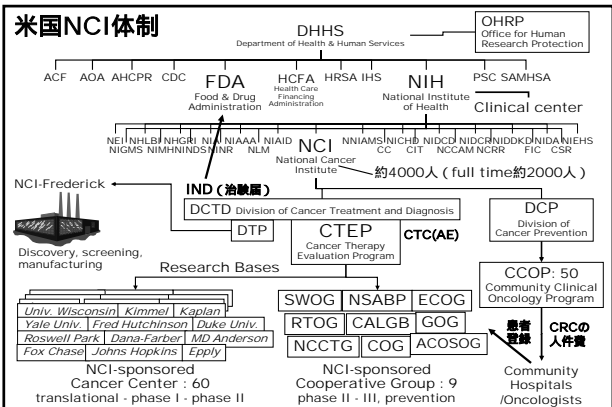 米国NCI体制
DHHS
Department of Health & Human Services
OHRP
Office for Human
Research Protection
ACF AOA AHCPR CDC FDA HCFA HRSA IHS NIH PSC SAMHSA
Food & Drug
Administration
Health Care
Financing
Administration
National Institute
of Health
Clinical center
NEI NHLBI NHGRI NIA NIAAA NIAID NNIAMS NICHD NIDCD NIDCR NIDDKD NIDA NIEHS
NIGMS NIMH NINDS NINR NLM CC CIT NCCAM NCRR FIC CSR
NCI
National Cancer
Institute
約4000人(full time約2000人)
NCI-Frederick
IND(治験届)
DCTD Division of Cancer Treatment and Diagnosis
DTP
CTEP
Cancer Therapy
Evaluation Program
CTC(AE)
DCP
Division of
Cancer Prevention
Discovery, screening,
manufacturing
Research Bases
CCOP: 50
Community Clinical
Oncology Program
Univ. Wisconsin Kimmel Kaplan
Yale Univ. Fred Hutchinson Duke Univ.
Roswell Park Dana-Farber MD Anderson
Fox Chase Johns Hopkins Epply
SWOG NSABP ECOG
RTOG CALGB GOG
NCCTG COG ACOSOG
患者
登録
CRCの
人件費
NCI-sponsored
Cancer Center : 60
translational - phase I - phase II
NCI-sponsored
Cooperative Group : 9
phase II - III, prevention
Community
Hospitals
/Oncologists